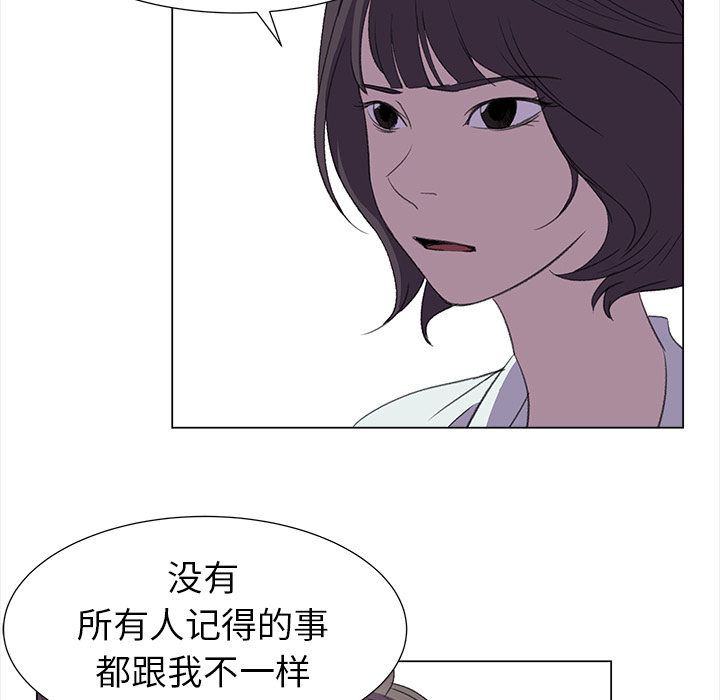 没有
所有人记得的事
都跟我不一样